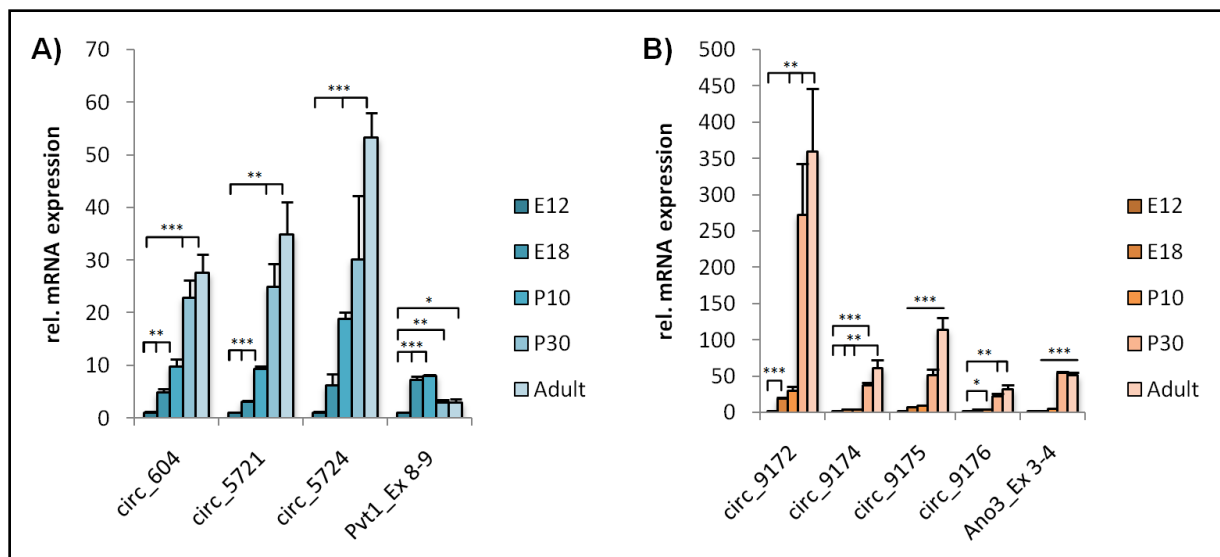 A)
rel. mRNA expression
70
60
50
40
30
20
10
0
***
**
**
***
***
*
**
***
circ_604
circ_5721
circ_5724
Pvt1_Ex 8-9
E12
E18
P10
P30
Adult
B)
rel. mRNA expression
500
450
400
350
300
250
200
150
100
50
0
**
***
***
**
***
**
*
***
circ_9172
circ_9174
circ_9175
circ_9176
Ano3_Ex 3-4
E12
E18
P10
P30
Adult